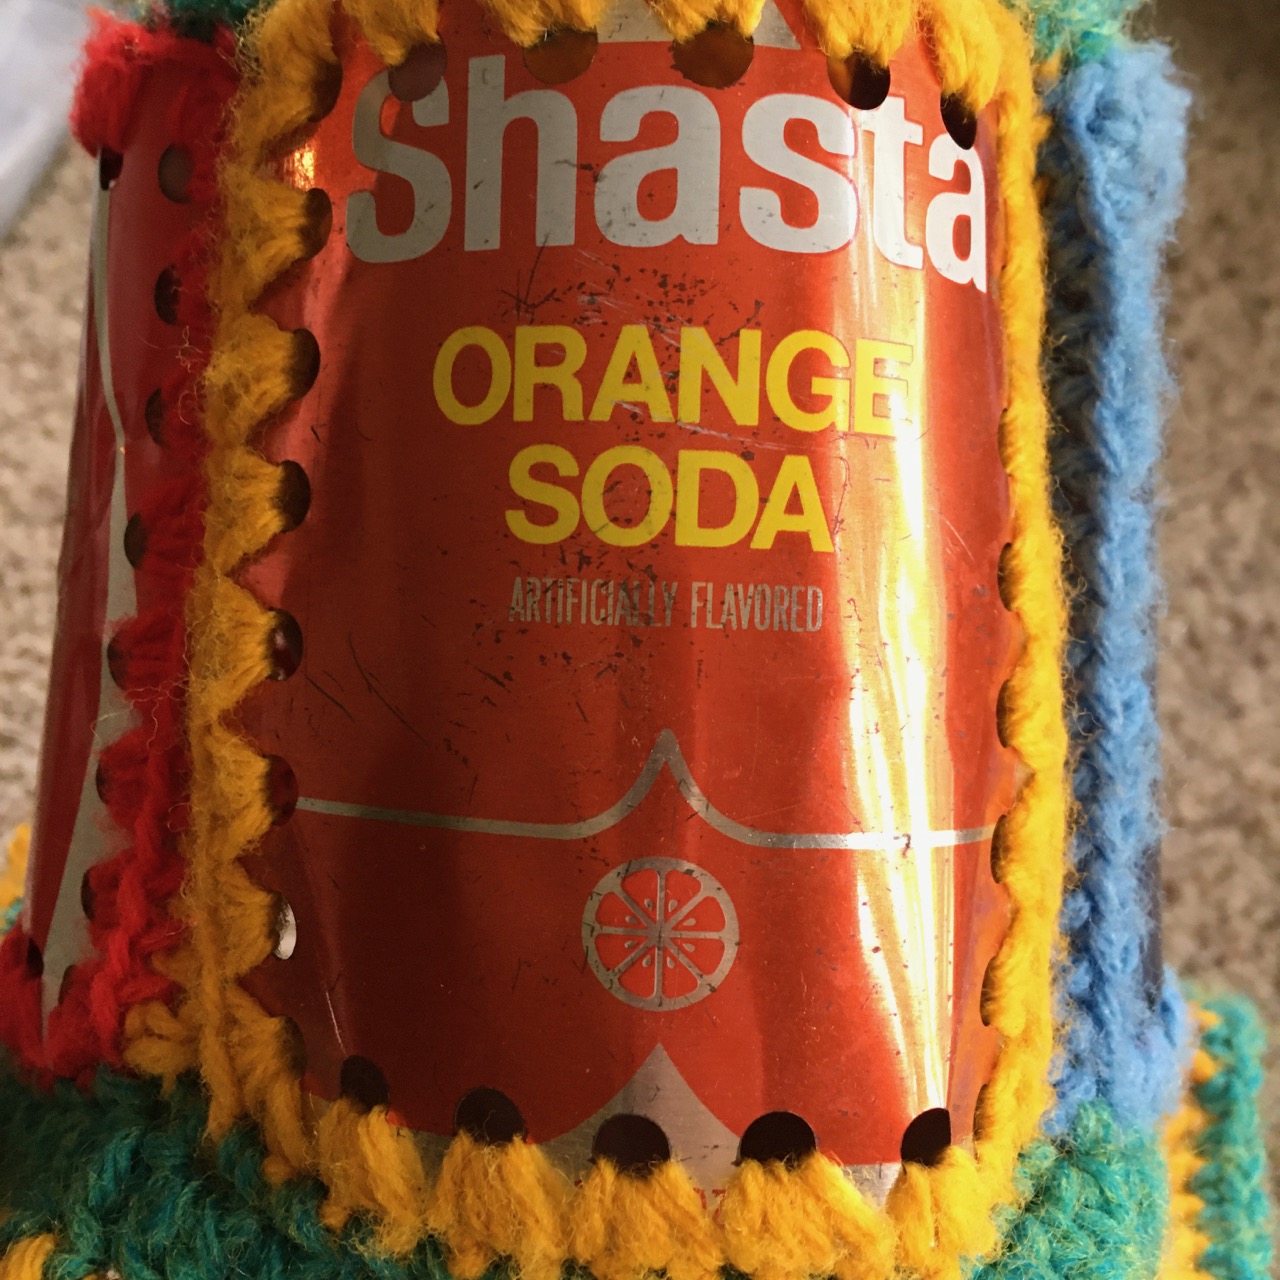 Shasta
ORANGE
SODA
ARTIFICIALLY FLAVORED